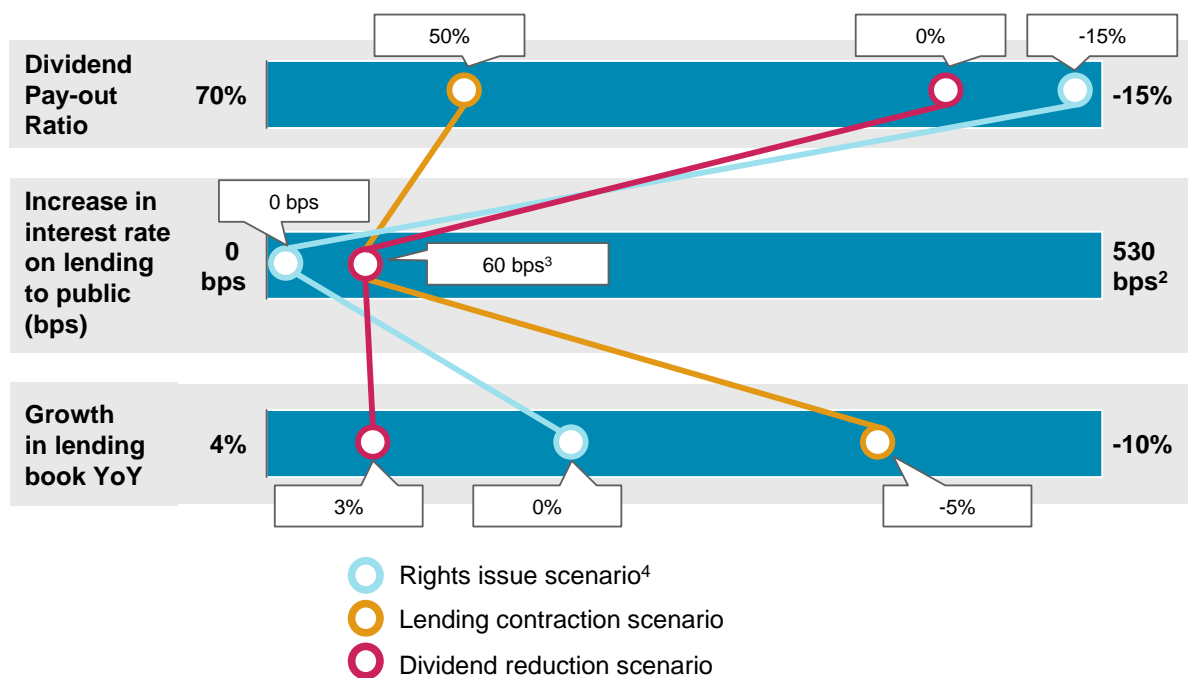 50%
0%
-15%
Dividend
Pay-out
Ratio
70%
-15%
0 bps
Increase in
interest rate
on lending
to public
(bps)
0
bps
60 bps³
530
bps²
Growth
in lending
book YoY
4%
-10%
3%
0%
-5%
Rights issue scenario⁴
Lending contraction scenario
Dividend reduction scenario